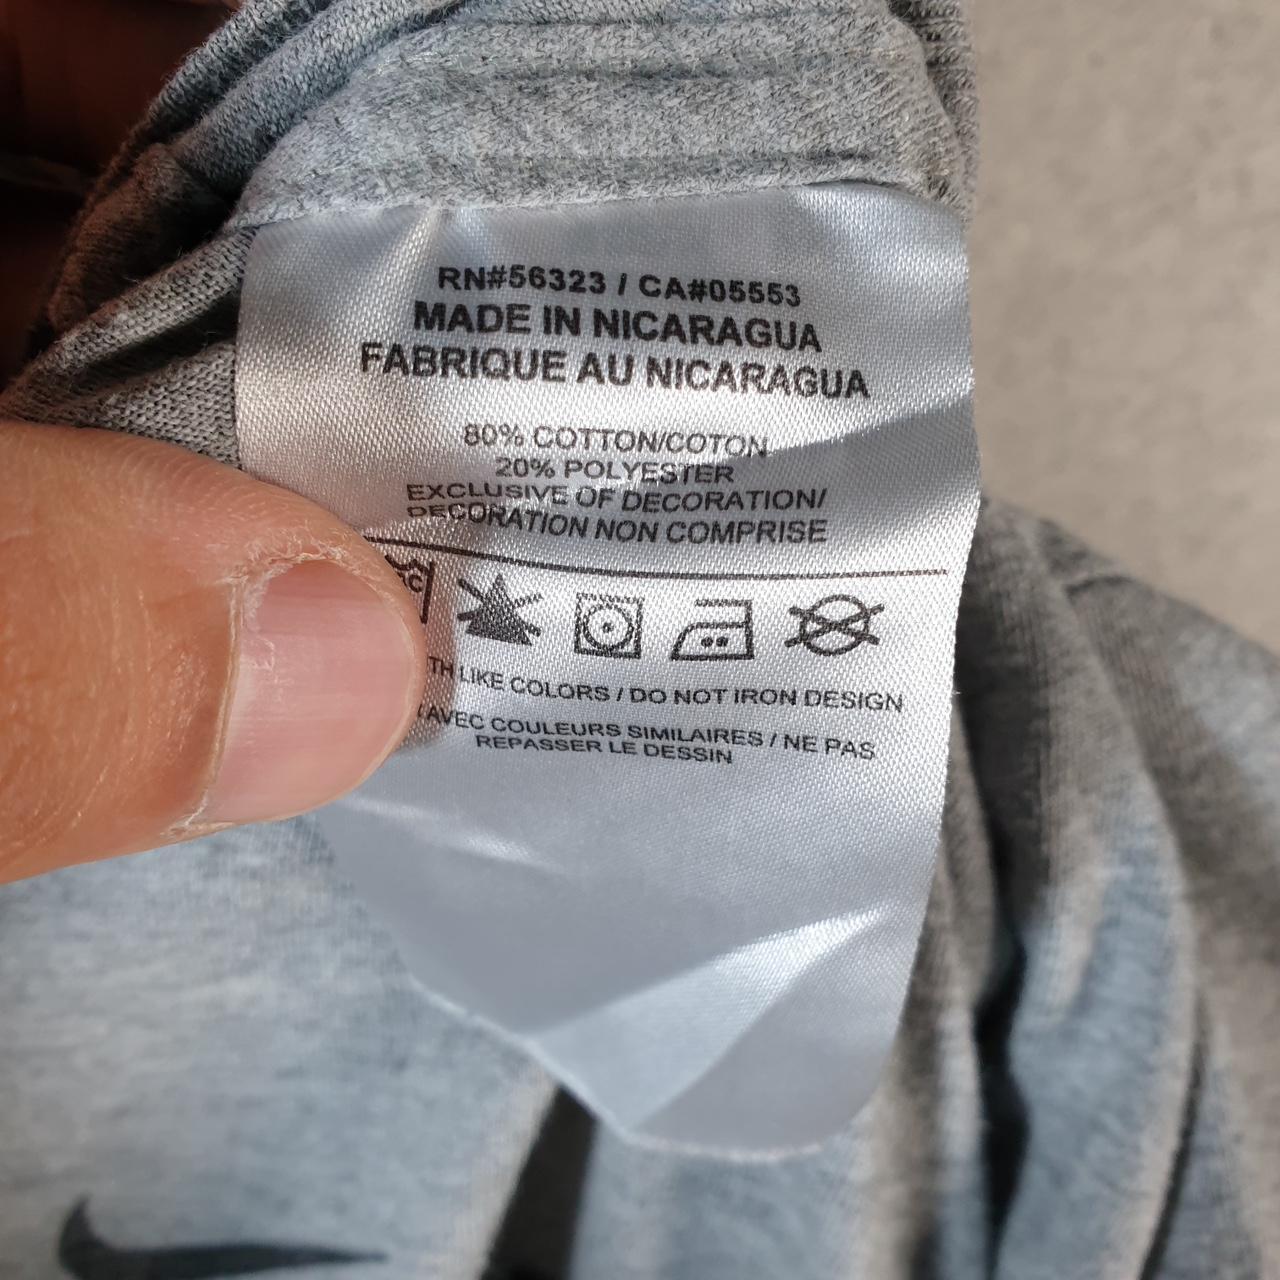 RN#56323 / CA#05553
MADE IN NICARAGUA
FABRIQUE AU NICARAGUA
80% COTTON/COTON
20% POLYESTER
EXCLUSIVE OF DECORATION/
DECORATION NON COMPRISE
LIKE COLORS / DO NOT IRON DESIGN
AVEC COULEURS SIMILAIRES / NE PAS
REPASSER LE DESSIN